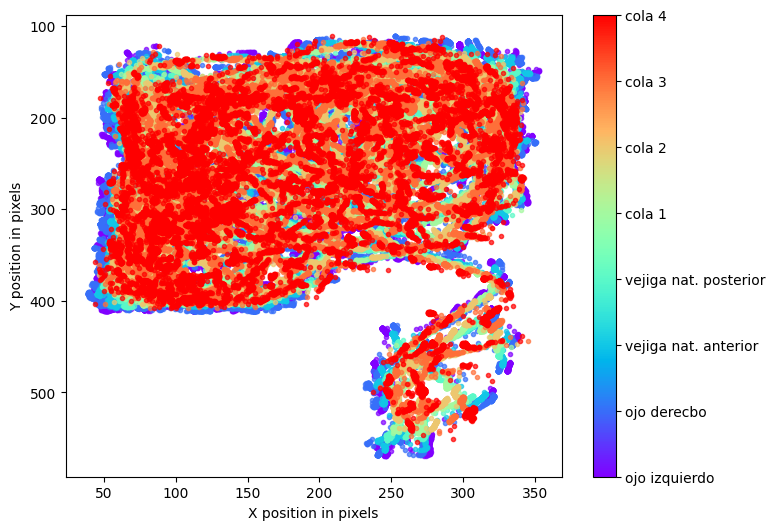 100
200
300
400
500
Y position in pixels
50
100
150
200
250
300
350
X position in pixels
cola 4
cola 3
cola 2
cola 1
vejiga nat. posterior
vejiga nat. anterior
ojo derecbo
ojo izquierdo